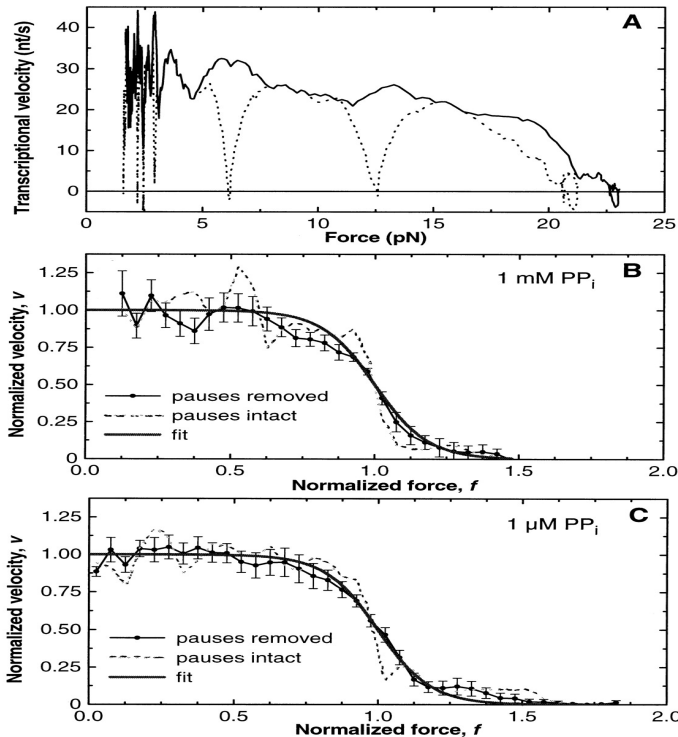 A
Transcriptional velocity (nt/s)
50
40
30
20
10
0
0
5
10
15
20
25
Force (pN)
B
1 mM PPi
Normalized velocity, v
1.25
1.00
0.75
0.50
0.25
0
pauses removed
pauses intact
fit
0.0
0.5
1.0
1.5
2.0
Normalized force, f
C
1 μM PPi
Normalized velocity, v
1.25
1.00
0.75
0.50
0.25
0
pauses removed
pauses intact
fit
0.0
0.5
1.0
1.5
Normalized force, f